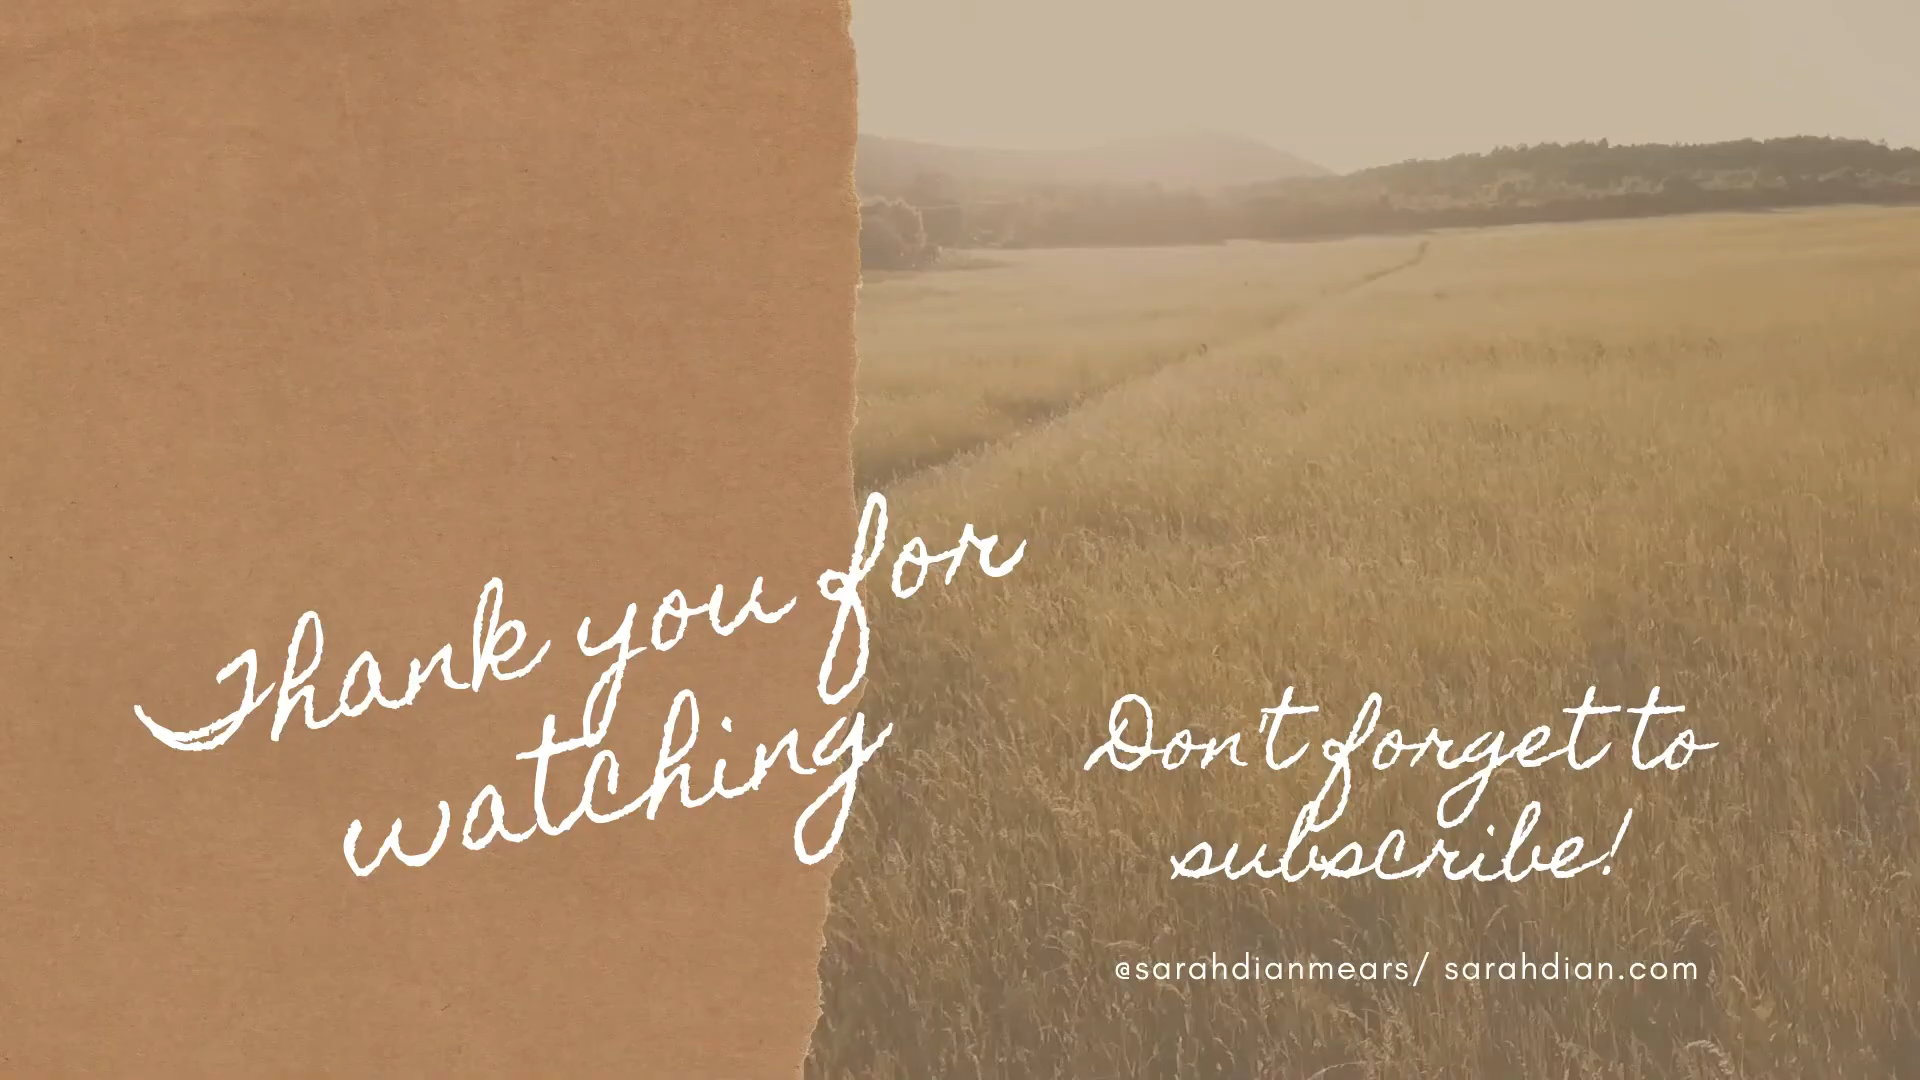 Thank you for
watching
Don't forget to
subscribe!
@sarahdianmears/ sarahdian.com